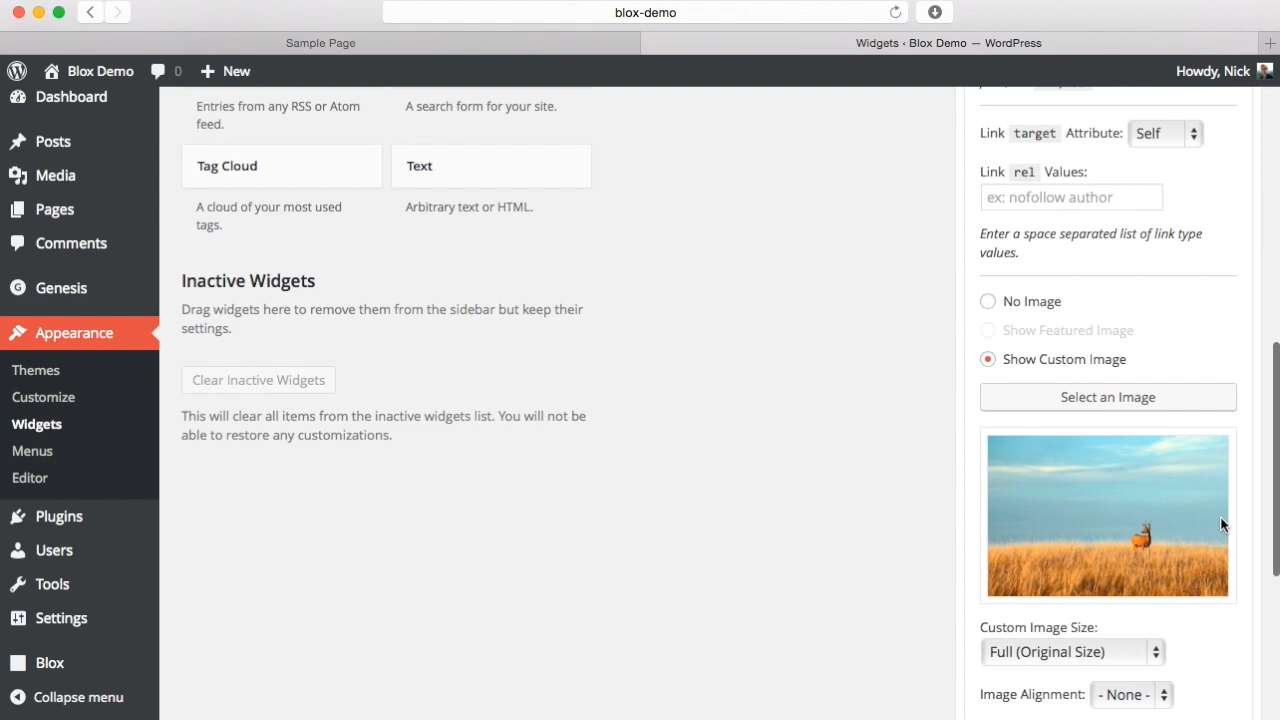 blox-demo
Sample Page
Widgets ‹ Blox Demo — WordPress
Blox Demo
0
New
Howdy, Nick
Dashboard
Posts
Media
Pages
Comments
Genesis
Appearance
Themes
Customize
Widgets
Menus
Editor
Plugins
Users
Tools
Settings
Blox
Collapse menu
Entries from any RSS or Atom
feed.
A search form for your site.
Tag Cloud
Text
A cloud of your most used
tags.
Arbitrary text or HTML.
Inactive Widgets
Drag widgets here to remove them from the sidebar but keep their
settings.
Clear Inactive Widgets
This will clear all items from the inactive widgets list. You will not be
able to restore any customizations.
Link target Attribute: Self
Link rel Values:
ex: nofollow author
Enter a space separated list of link type
values.
No Image
Show Featured Image
Show Custom Image
Select an Image
Custom Image Size:
Full (Original Size)
Image Alignment: - None -